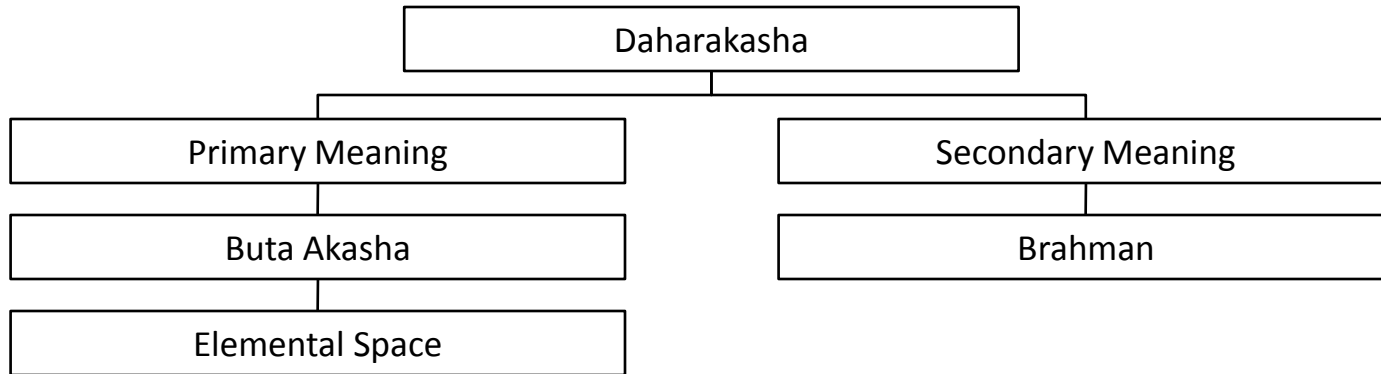 Daharakasha
Primary Meaning
Secondary Meaning
Buta Akasha
Brahman
Elemental Space